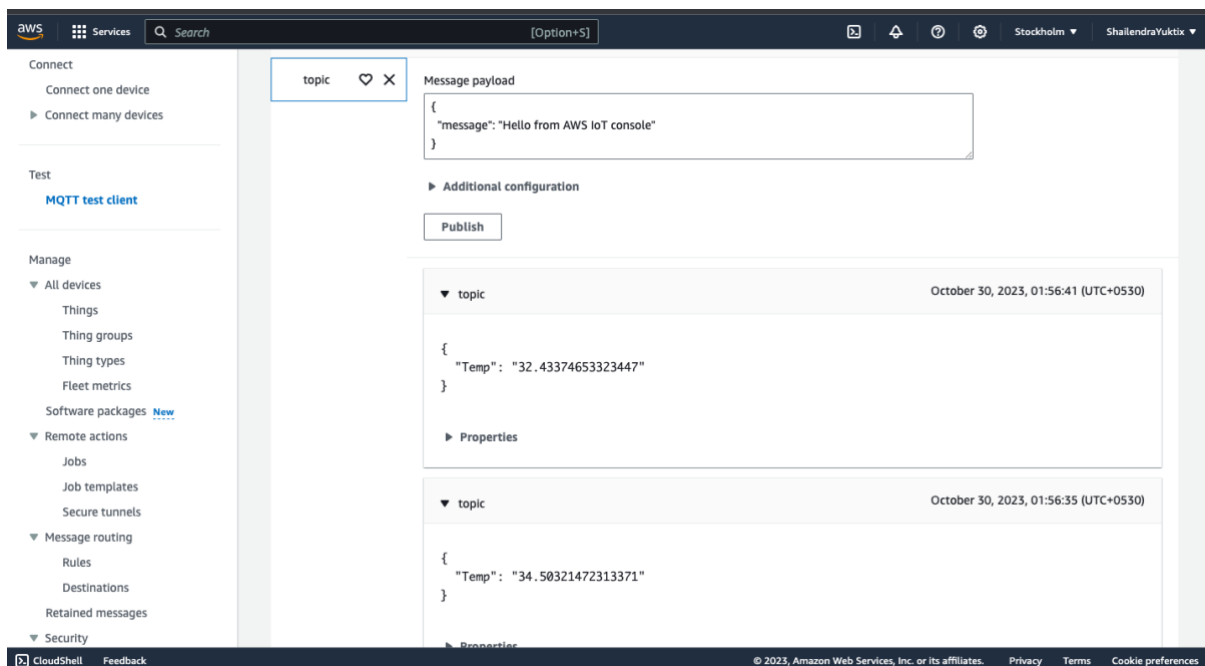 aws Services Search [Option+S] Stockholm ▼ ShailendraYuktix ▼
Connect
Connect one device
▶ Connect many devices
Test
MQTT test client
Manage
▼ All devices
Things
Thing groups
Thing types
Fleet metrics
Software packages New
▼ Remote actions
Jobs
Job templates
Secure tunnels
▼ Message routing
Rules
Destinations
Retained messages
▼ Security
topic
Message payload
{
"message": "Hello from AWS IoT console"
}
▶ Additional configuration
Publish
▼ topic October 30, 2023, 01:56:41 (UTC+0530)
{
"Temp": "32.43374653323447"
}
▶ Properties
▼ topic October 30, 2023, 01:56:35 (UTC+0530)
{
"Temp": "34.50321472313371"
}
▶ Properties
CloudShell Feedback © 2023, Amazon Web Services, Inc. or its affiliates. Privacy Terms Cookie preferences